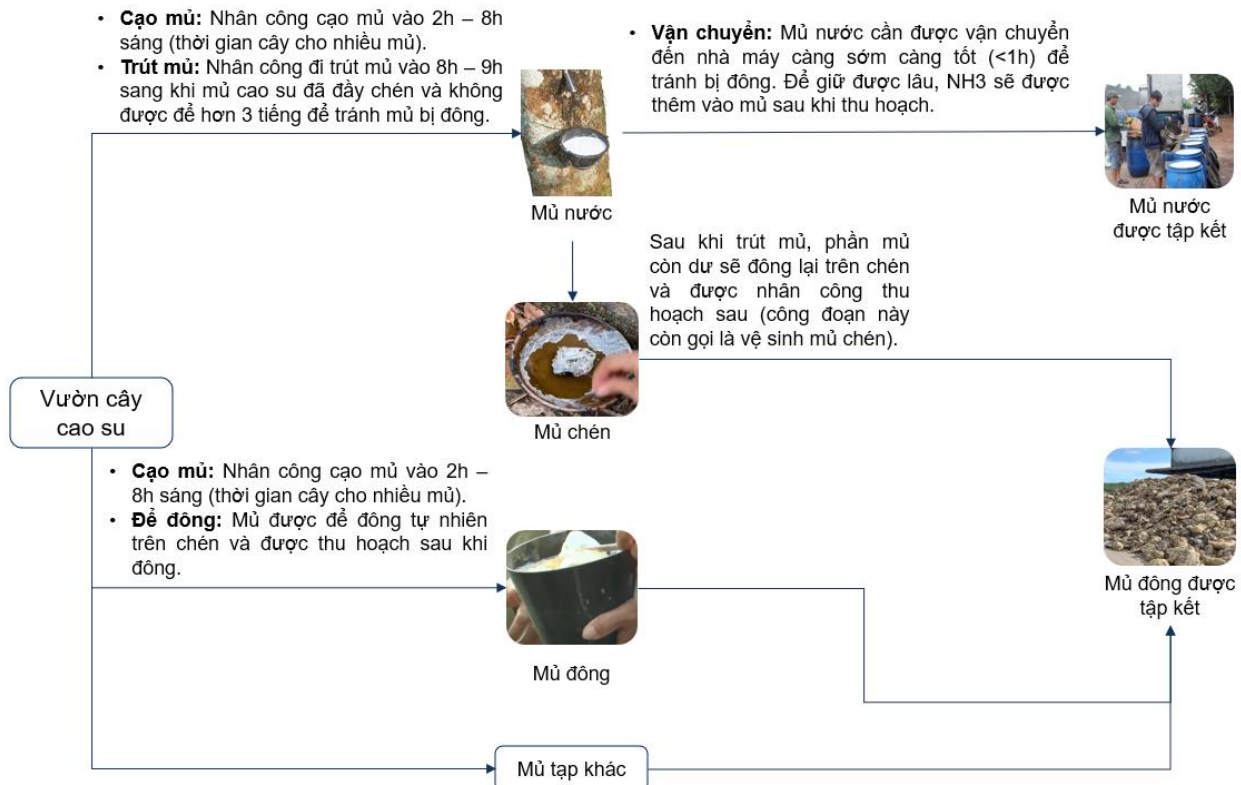 • Cạo mủ: Nhân công cạo mủ vào 2h – 8h
sáng (thời gian cây cho nhiều mủ).
• Trút mủ: Nhân công đi trút mủ vào 8h – 9h
sang khi mủ cao su đã đầy chén và không
được để hơn 3 tiếng để tránh mủ bị đông.
• Vận chuyển: Mủ nước cần được vận chuyển
đến nhà máy càng sớm càng tốt (<1h) để
tránh bị đông. Để giữ được lâu, NH3 sẽ được
thêm vào mủ sau khi thu hoạch.
Mủ nước
Mủ nước
được tập kết
Sau khi trút mủ, phần mủ
còn dư sẽ đông lại trên chén
và được nhân công thu
hoạch sau (công đoạn này
còn gọi là vệ sinh mủ chén).
Mủ chén
Vườn cây
cao su
• Cạo mủ: Nhân công cạo mủ vào 2h –
8h sáng (thời gian cây cho nhiều mủ).
• Để đông: Mủ được để đông tự nhiên
trên chén và được thu hoạch sau khi
đông.
Mủ đông được
tập kết
Mủ đông
Mủ tạp khác